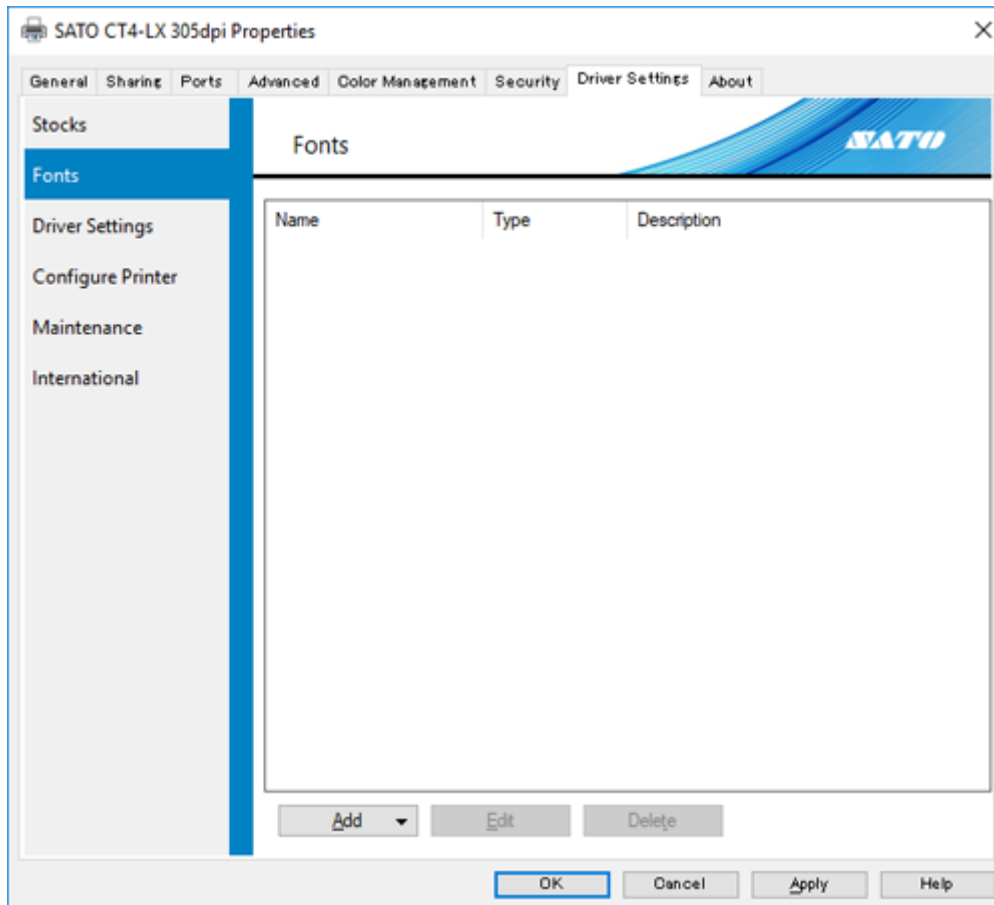 SATO CT4-LX 305dpi Properties
General Sharing Ports Advanced Color Management Security Driver Settings About
Stocks
Fonts
Driver Settings
Configure Printer
Maintenance
International
Fonts
SATO
Name Type Description
Add Edit Delete
OK Cancel Apply Help